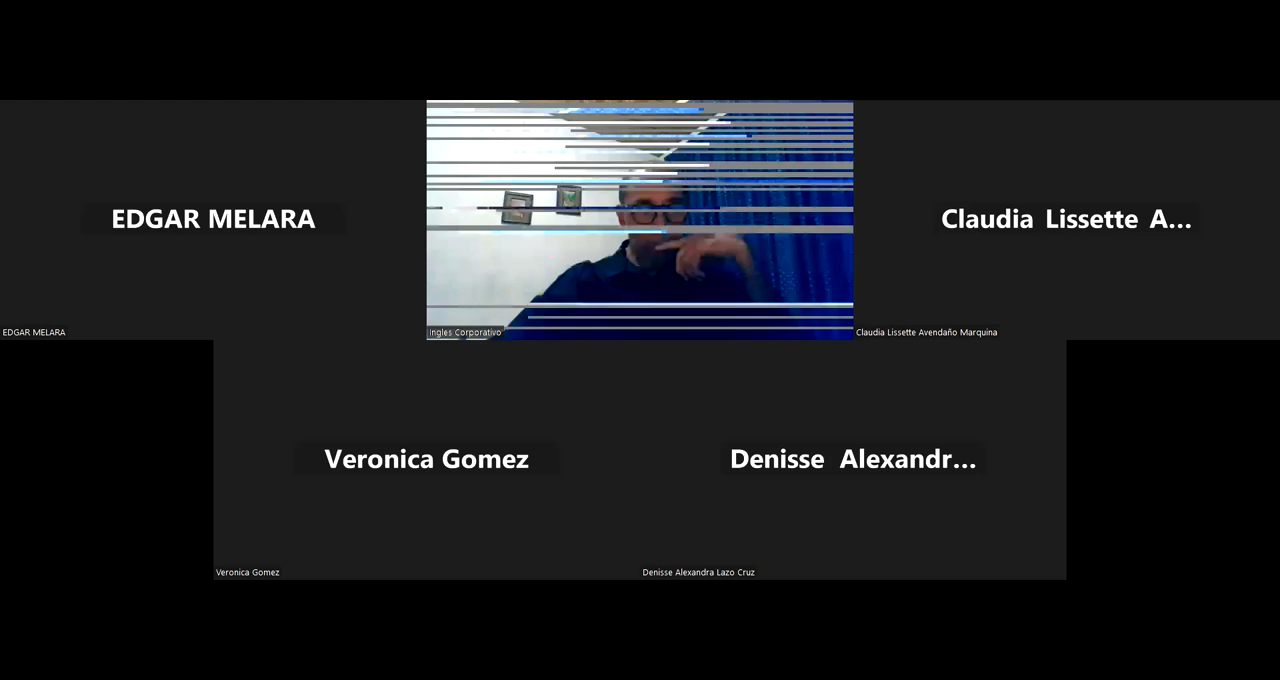 EDGAR MELARA
Claudia Lissette A...
EDGAR MELARA
Ingles Corporativo
Claudia Lissette Avendaño Marquina
Veronica Gomez
Denisse Alexandr...
Veronica Gomez
Denisse Alexandra Lazo Cruz